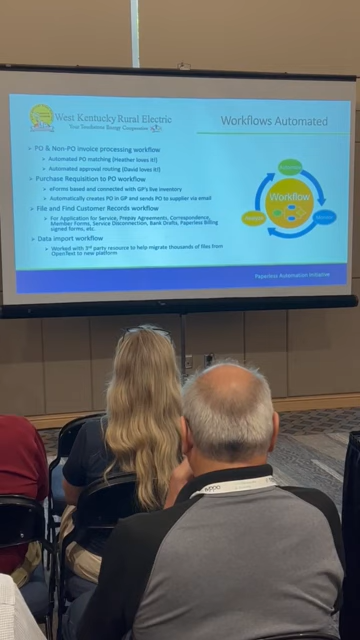 West Kentucky Rural Electric
Your Touchstone Energy Cooperative
Workflows Automated
PO & Non-PO invoice processing workflow
Automated PO matching (Heather loves it!)
Automated approval routing (David loves it!)
Purchase Requisition to PO workflow
eForms based and connected with GP's live inventory
Automatically creates PO in GP and sends PO to supplier via email
File and Find Customer Records workflow
For Application for Service, Prepay Agreements, Correspondence,
Member Forms, Service Disconnection, Bank Drafts, Paperless Billing
signed forms, etc.
Data import workflow
Worked with 3rd party resource to help migrate thousands of files from
OpenText to new platform
Workflow
Paperless Automation Initiative